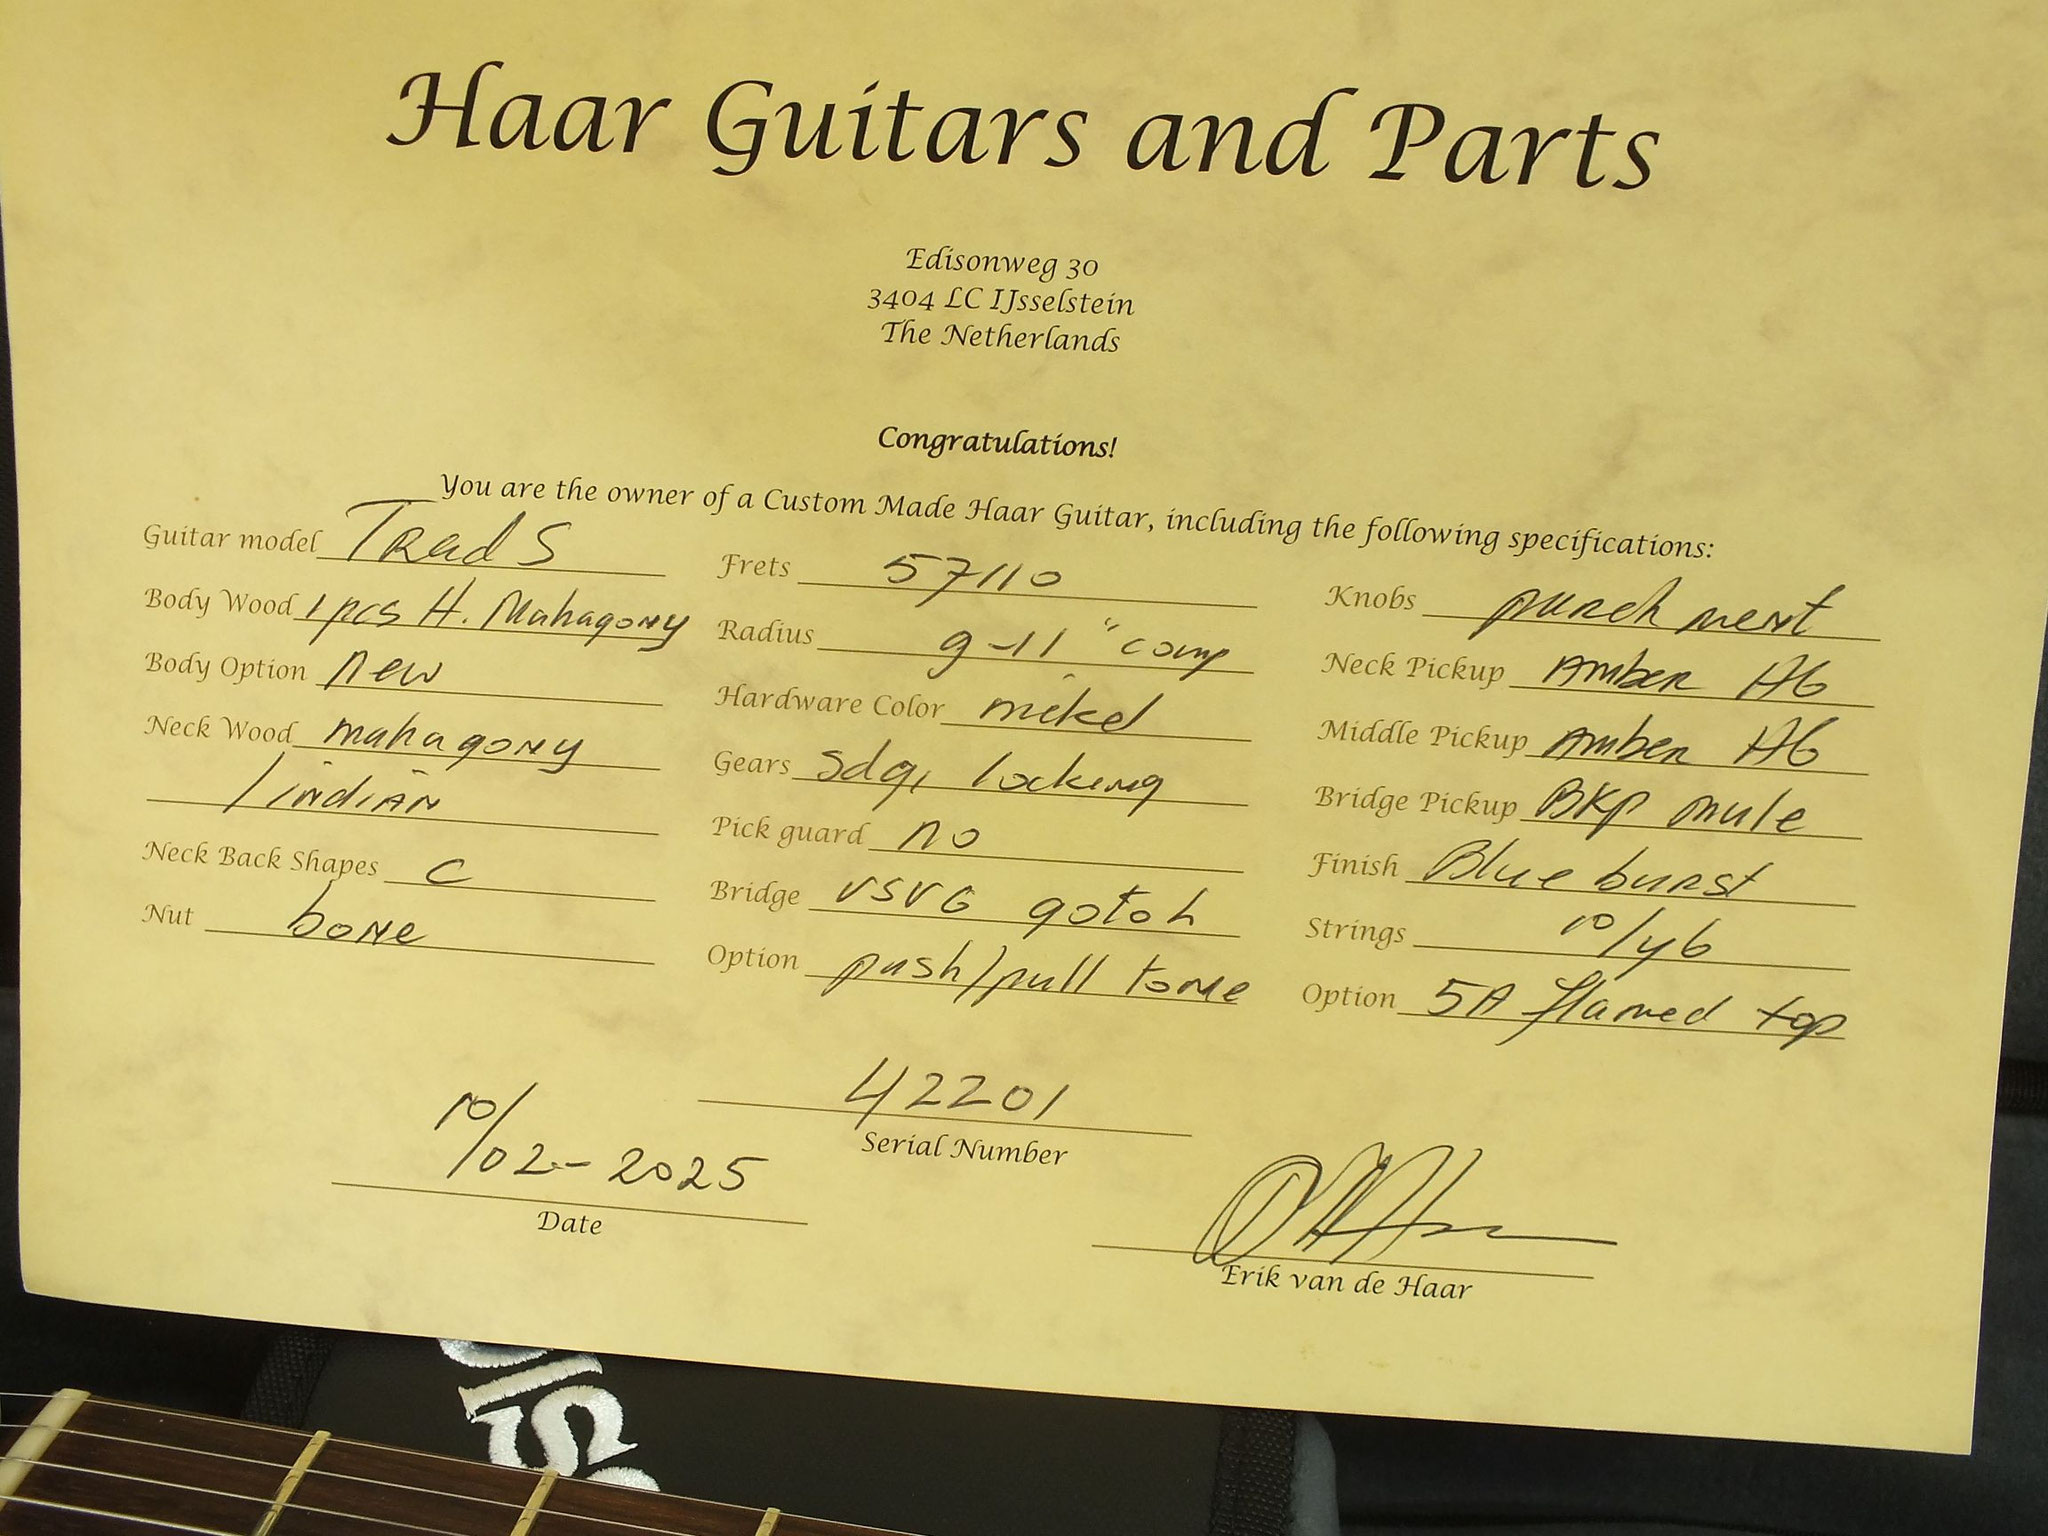 Haar Guitars and Parts
Edisonweg 30
3404 LC IJsselstein
The Netherlands
Congratulations!
You are the owner of a Custom Made Haar Guitar, including the following specifications:
Guitar model Trad S
Body Wood 1 pcs H. Mahagony
Body Option new
Neck Wood mahagony
/ indian
Neck Back Shapes C
Nut bone
Frets 57110
Radius 9-11" comp
Hardware Color nickel
Gears sdgi locking
Pick guard no
Bridge VSVG gotoh
Option push/pull tone
Knobs parchment
Neck Pickup Amber HG
Middle Pickup Amber HG
Bridge Pickup BKP mule
Finish Blue burst
Strings 10/46
Option 5A flamed top
42201
Serial Number
10/02-2025
Date
Erik van de Haar